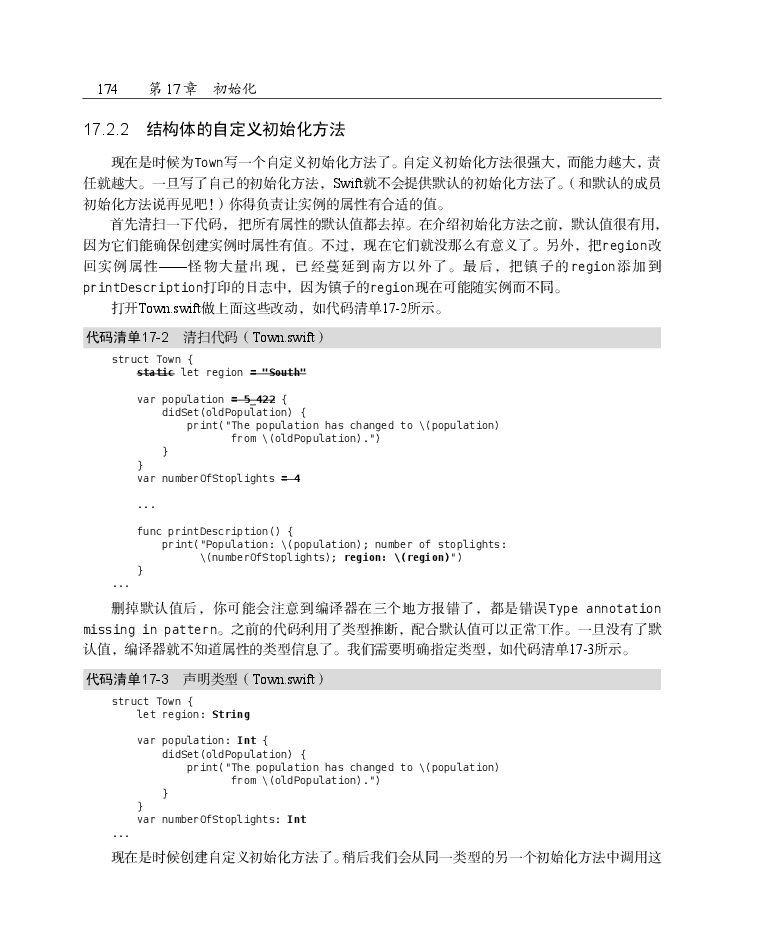 174 第 17 章 初始化
17.2.2 结构体的自定义初始化方法
现在是时候为Town写一个自定义初始化方法了。自定义初始化方法很强大，而能力越大，责
任就越大。一旦写了自己的初始化方法，Swift就不会提供默认的初始化方法了。（和默认的成员
初始化方法说再见吧！）你得负责让实例的属性有合适的值。
首先清扫一下代码，把所有属性的默认值都去掉。在介绍初始化方法之前，默认值很有用，
因为它们能确保创建实例时属性有值。不过，现在它们就没那么有意义了。另外，把region改
回实例属性——怪物大量出现，已经蔓延到南方以外了。最后，把镇子的region添加到
printDescription打印的日志中，因为镇子的region现在可能随实例而不同。
打开Town.swift做上面这些改动，如代码清单17-2所示。
代码清单17-2 清扫代码（Town.swift）
struct Town {
static let region = "South"
var population = 5_422 {
didSet(oldPopulation) {
print("The population has changed to \(population)
from \(oldPopulation).")
}
}
var numberOfStoplights = 4
...
func printDescription() {
print("Population: \(population); number of stoplights:
\(numberOfStoplights); region: \(region)")
}
...
删掉默认值后，你可能会注意到编译器在三个地方报错了，都是错误Type annotation
missing in pattern。之前的代码利用了类型推断，配合默认值可以正常工作。一旦没有了默
认值，编译器就不知道属性的类型信息了。我们需要明确指定类型，如代码清单17-3所示。
代码清单17-3 声明类型（Town.swift）
struct Town {
let region: String
var population: Int {
didSet(oldPopulation) {
print("The population has changed to \(population)
from \(oldPopulation).")
}
}
var numberOfStoplights: Int
...
现在是时候创建自定义初始化方法了。稍后我们会从同一类型的另一个初始化方法中调用这